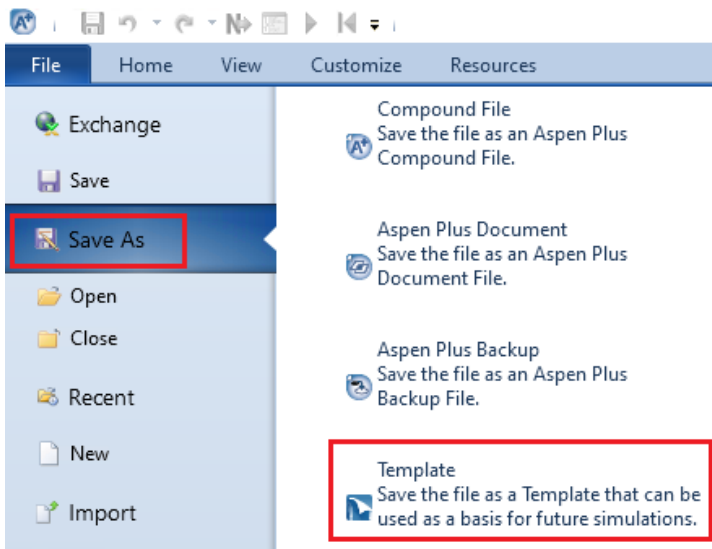 File Home View Customize Resources
Exchange
Save
Save As
Open
Close
Recent
New
Import
Compound File
Save the file as an Aspen Plus
Compound File.
Aspen Plus Document
Save the file as an Aspen Plus
Document File.
Aspen Plus Backup
Save the file as an Aspen Plus
Backup File.
Template
Save the file as a Template that can be
used as a basis for future simulations.